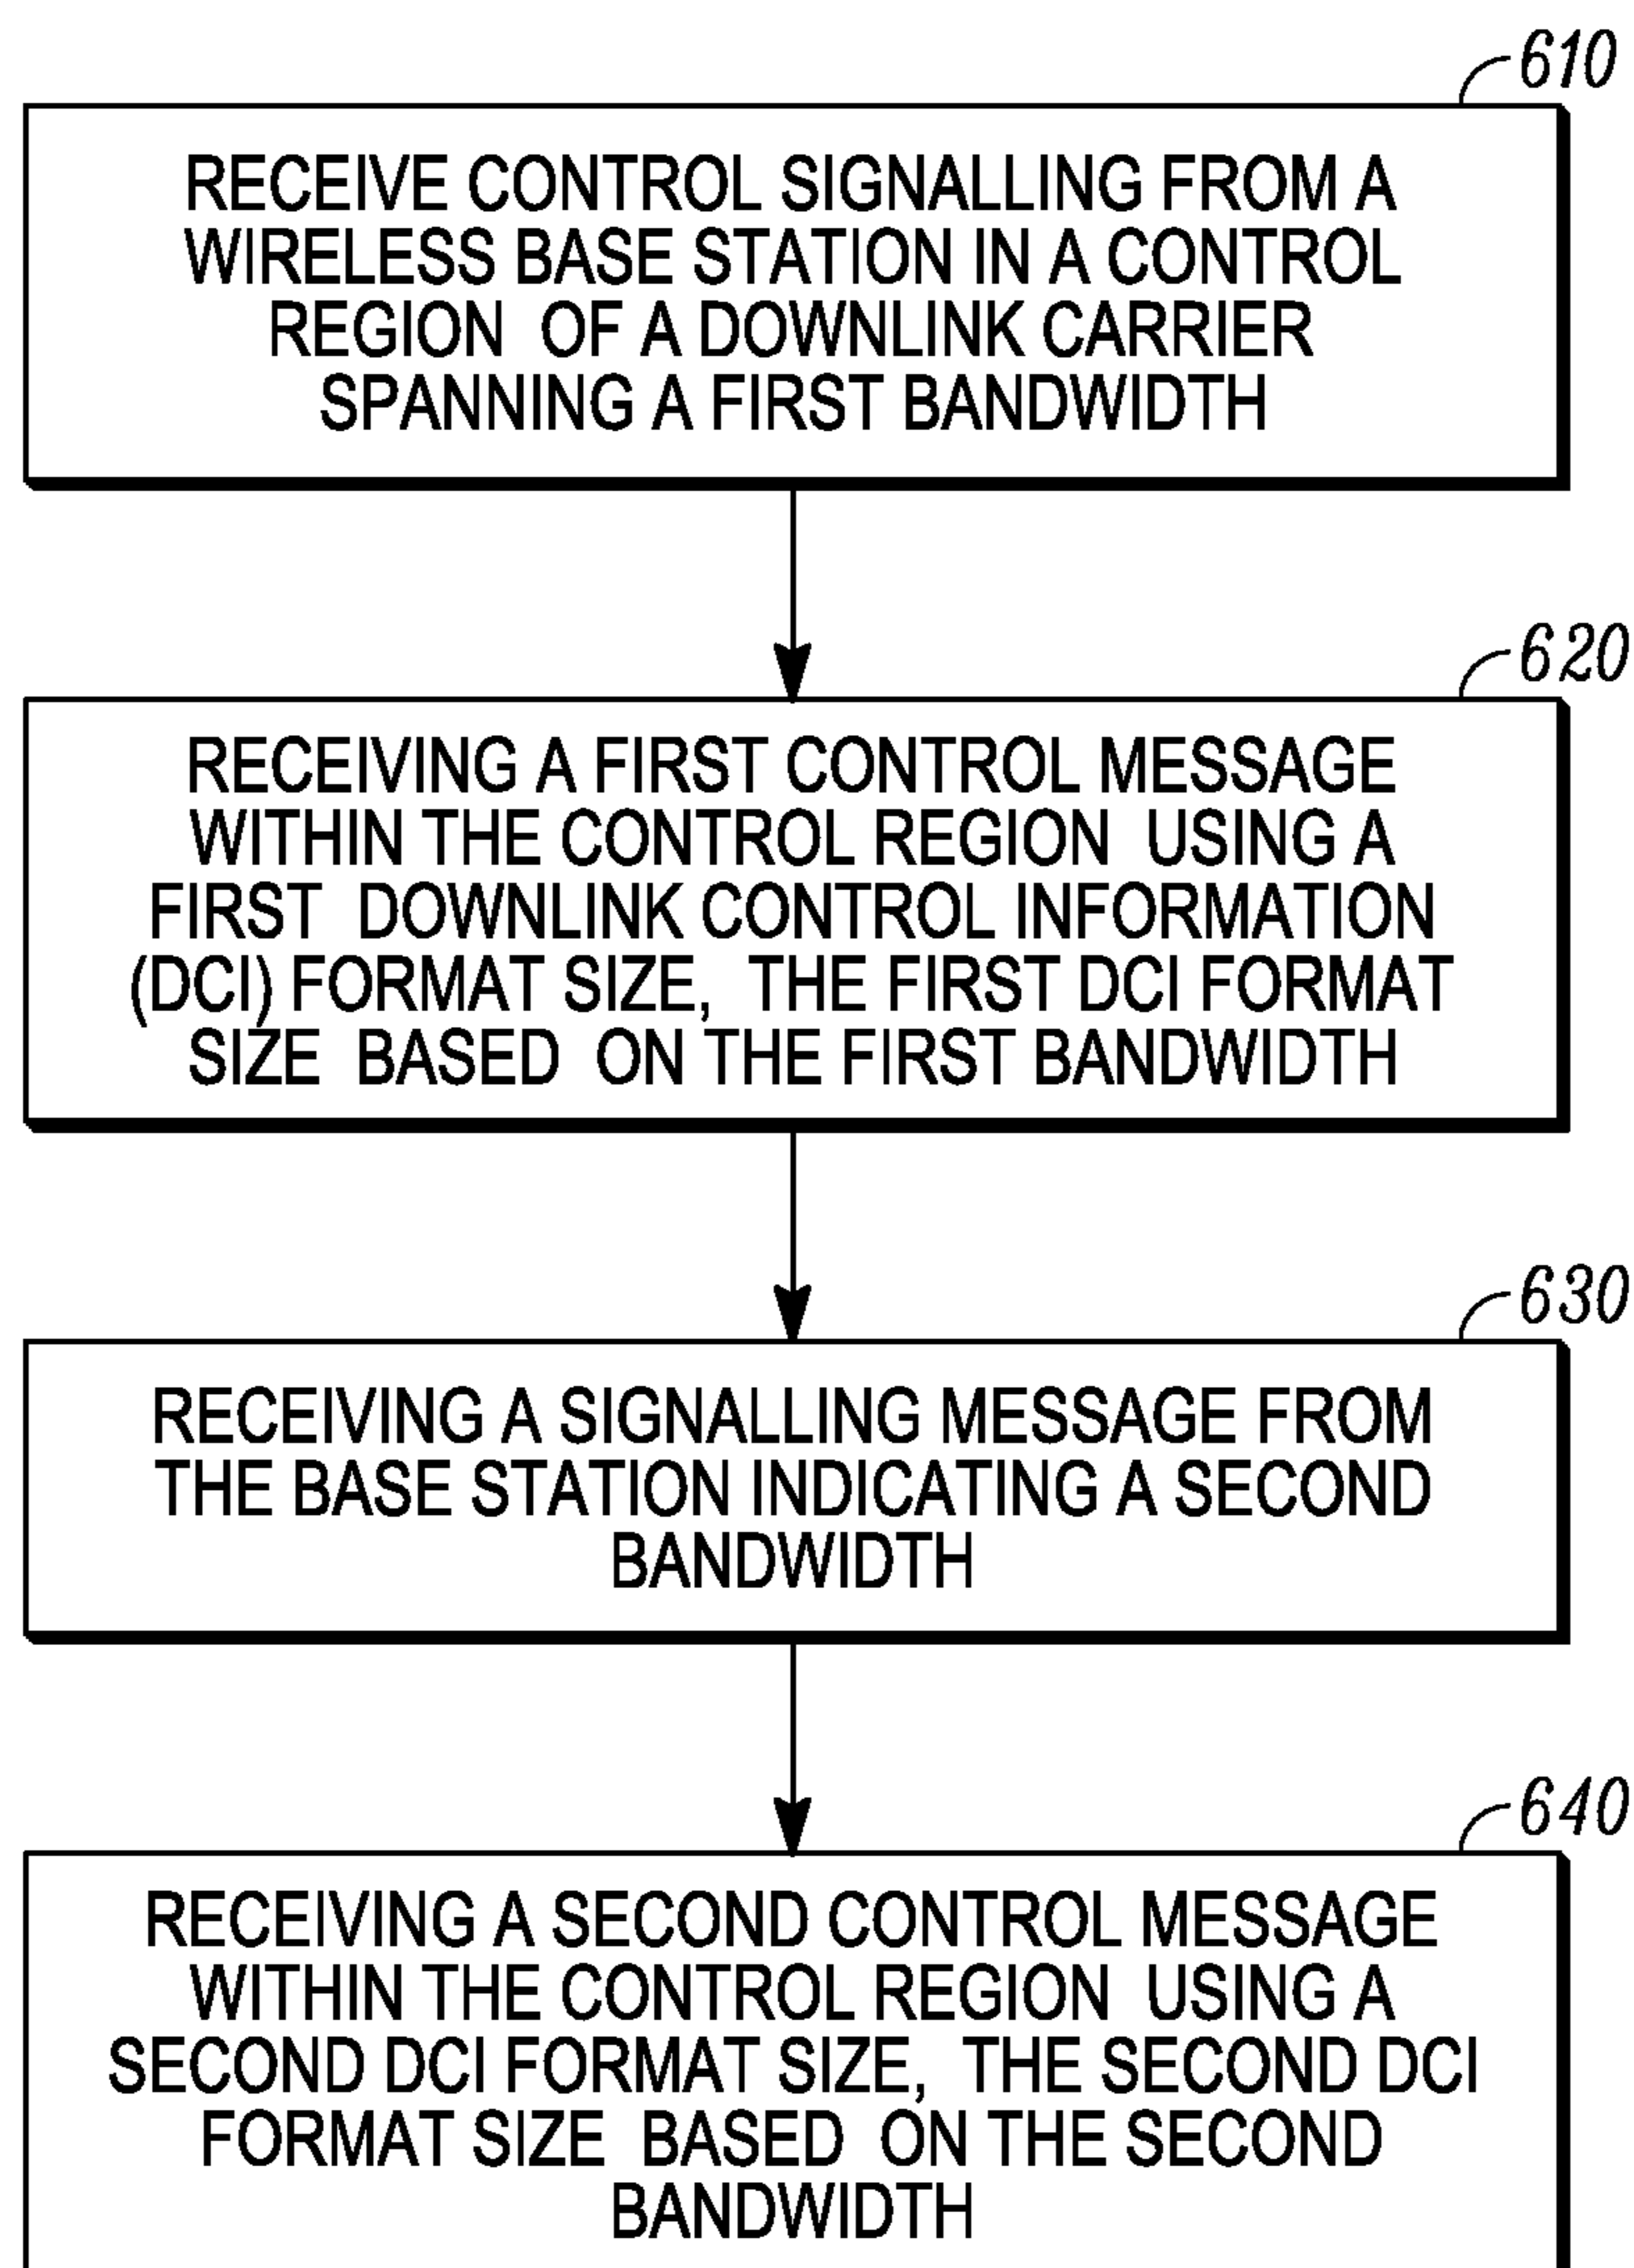 610
RECEIVE CONTROL SIGNALLING FROM A
WIRELESS BASE STATION IN A CONTROL
REGION OF A DOWNLINK CARRIER
SPANNING A FIRST BANDWIDTH
620
RECEIVING A FIRST CONTROL MESSAGE
WITHIN THE CONTROL REGION USING A
FIRST DOWNLINK CONTROL INFORMATION
(DCI) FORMAT SIZE, THE FIRST DCI FORMAT
SIZE BASED ON THE FIRST BANDWIDTH
630
RECEIVING A SIGNALLING MESSAGE FROM
THE BASE STATION INDICATING A SECOND
BANDWIDTH
640
RECEIVING A SECOND CONTROL MESSAGE
WITHIN THE CONTROL REGION USING A
SECOND DCI FORMAT SIZE, THE SECOND DCI
FORMAT SIZE BASED ON THE SECOND
BANDWIDTH